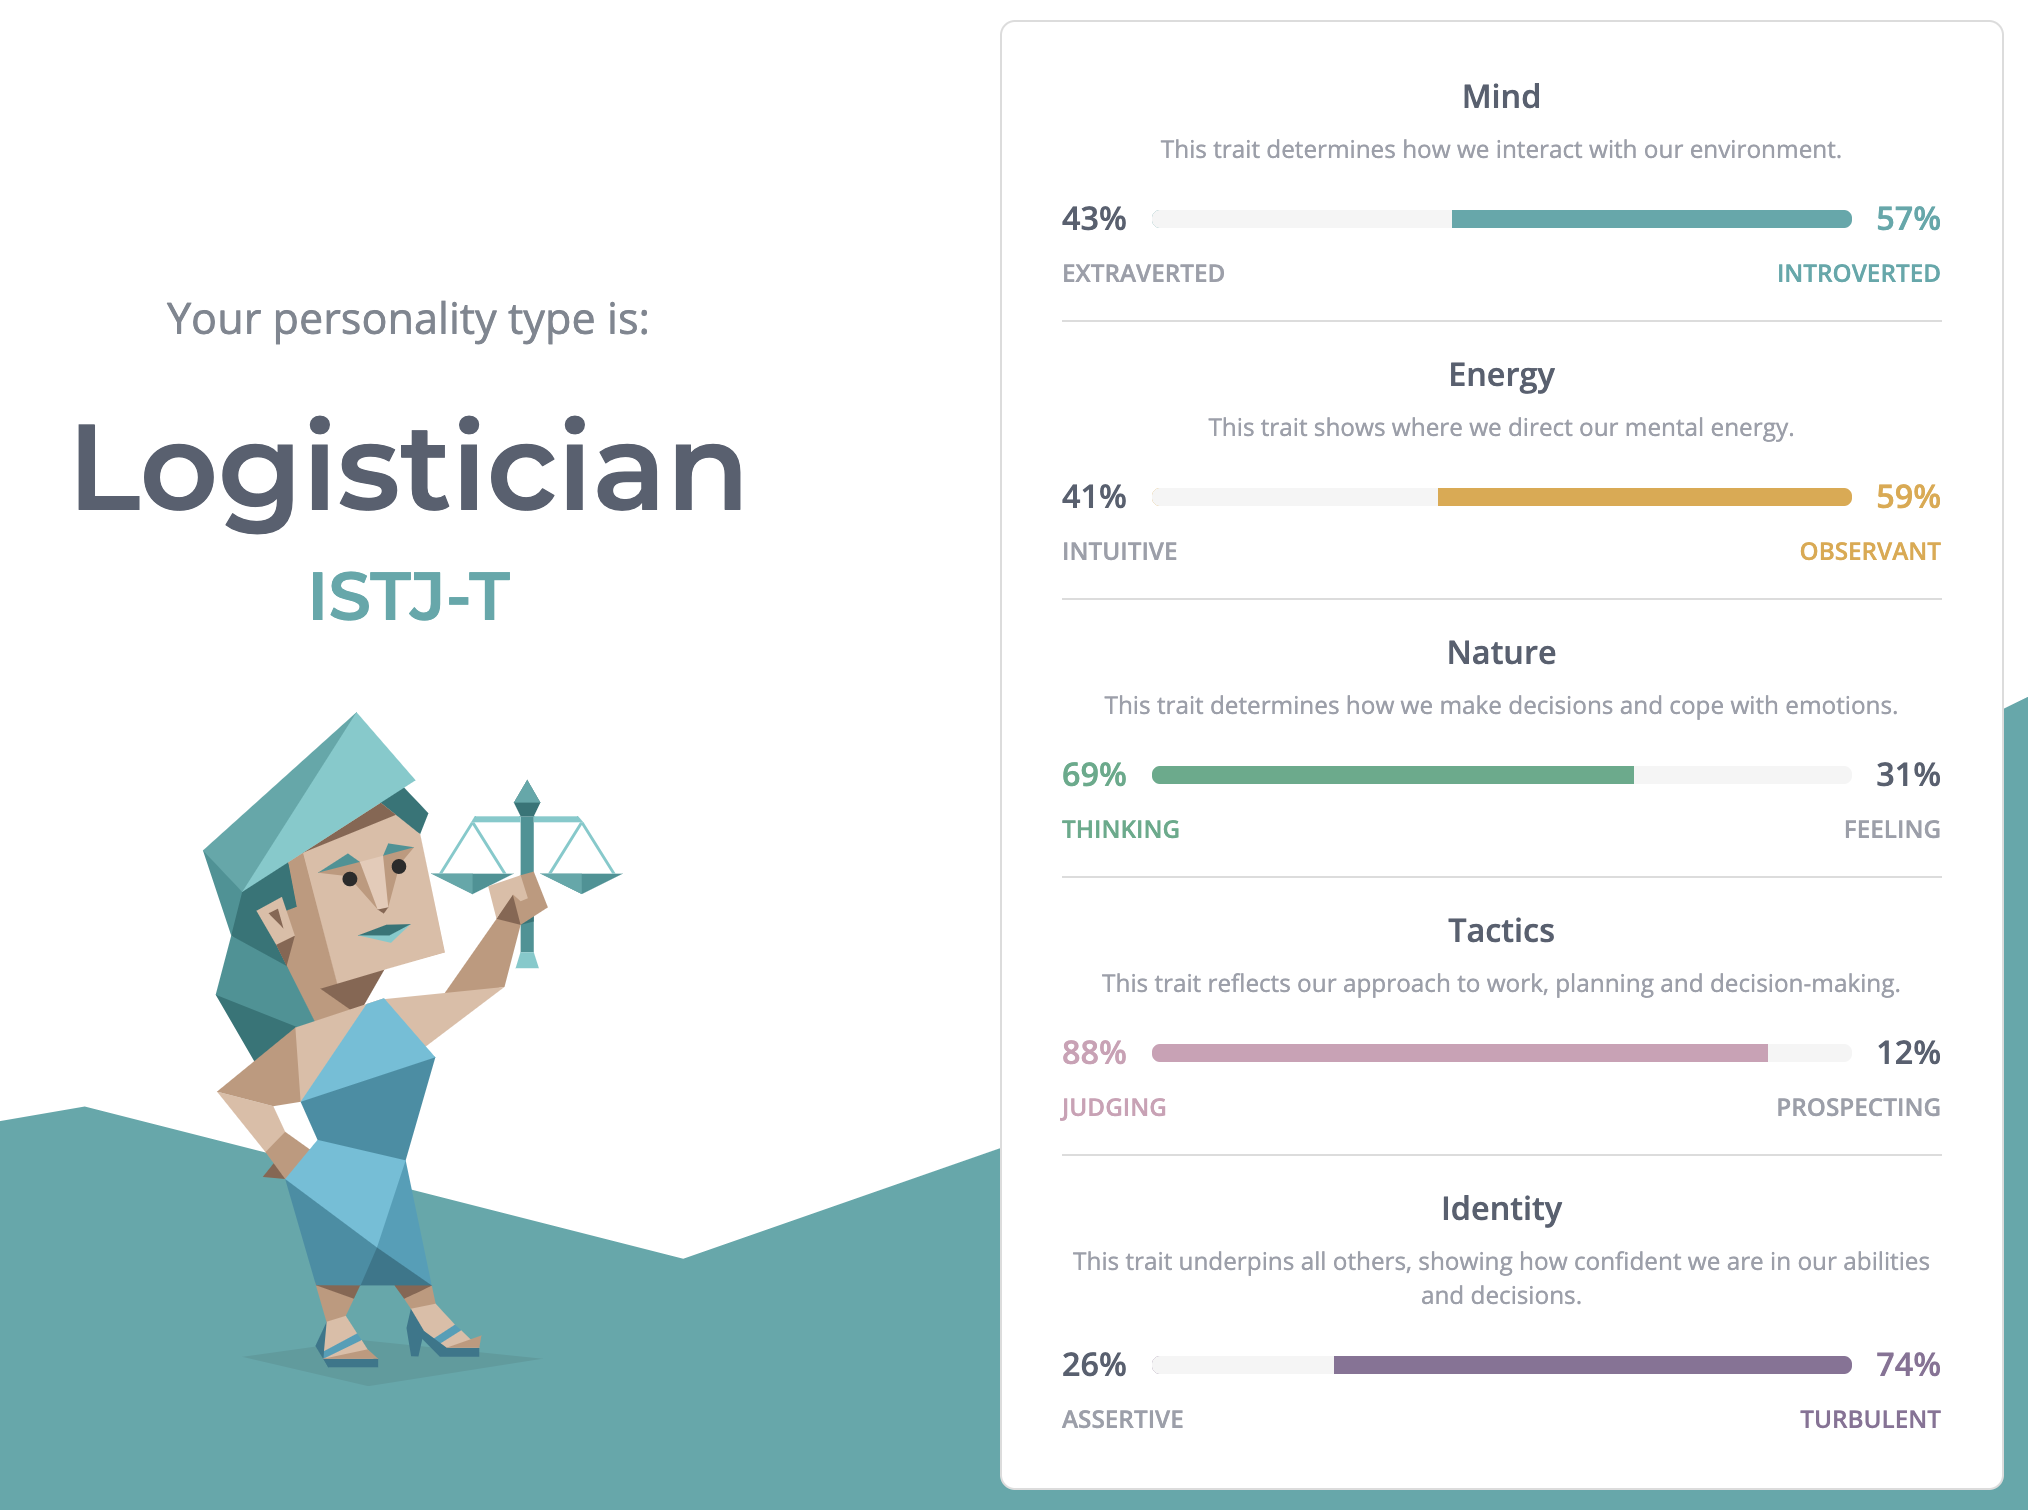 Your personality type is:
Logistician
ISTJ-T
Mind
This trait determines how we interact with our environment.
43% 57%
EXTRAVERTED INTROVERTED
Energy
This trait shows where we direct our mental energy.
41% 59%
INTUITIVE OBSERVANT
Nature
This trait determines how we make decisions and cope with emotions.
69% 31%
THINKING FEELING
Tactics
This trait reflects our approach to work, planning and decision-making.
88% 12%
JUDGING PROSPECTING
Identity
This trait underpins all others, showing how confident we are in our abilities
and decisions.
26% 74%
ASSERTIVE TURBULENT